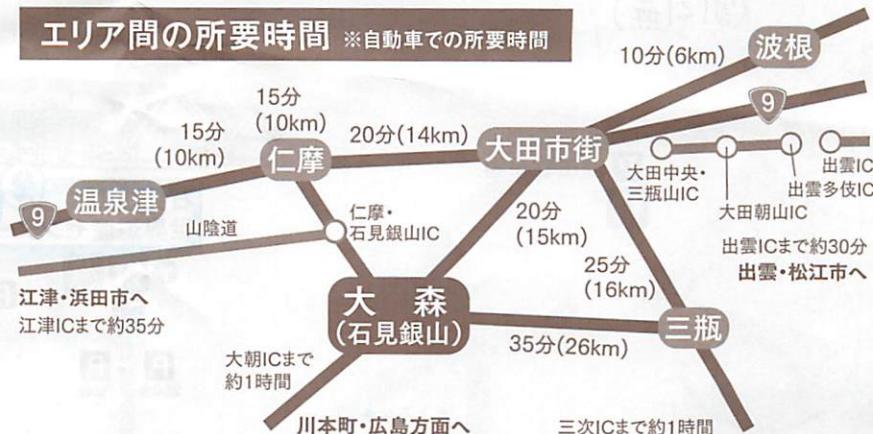 エリア間の所要時間 ※自動車での所要時間
10分(6km)
波根
9
15分
(10km)
15分
(10km)
20分(14km)
大田市街
仁摩
温泉津
9
山陰道
仁摩・
石見銀山IC
大田中央・
三瓶山IC
大田朝山IC
出雲多伎IC
出雲IC
20分
(15km)
25分
(16km)
出雲ICまで約30分
出雲・松江市へ
江津・浜田市へ
江津ICまで約35分
大森
(石見銀山)
三瓶
35分(26km)
大朝ICまで
約1時間
川本町・広島方面へ
三次ICまで約1時間